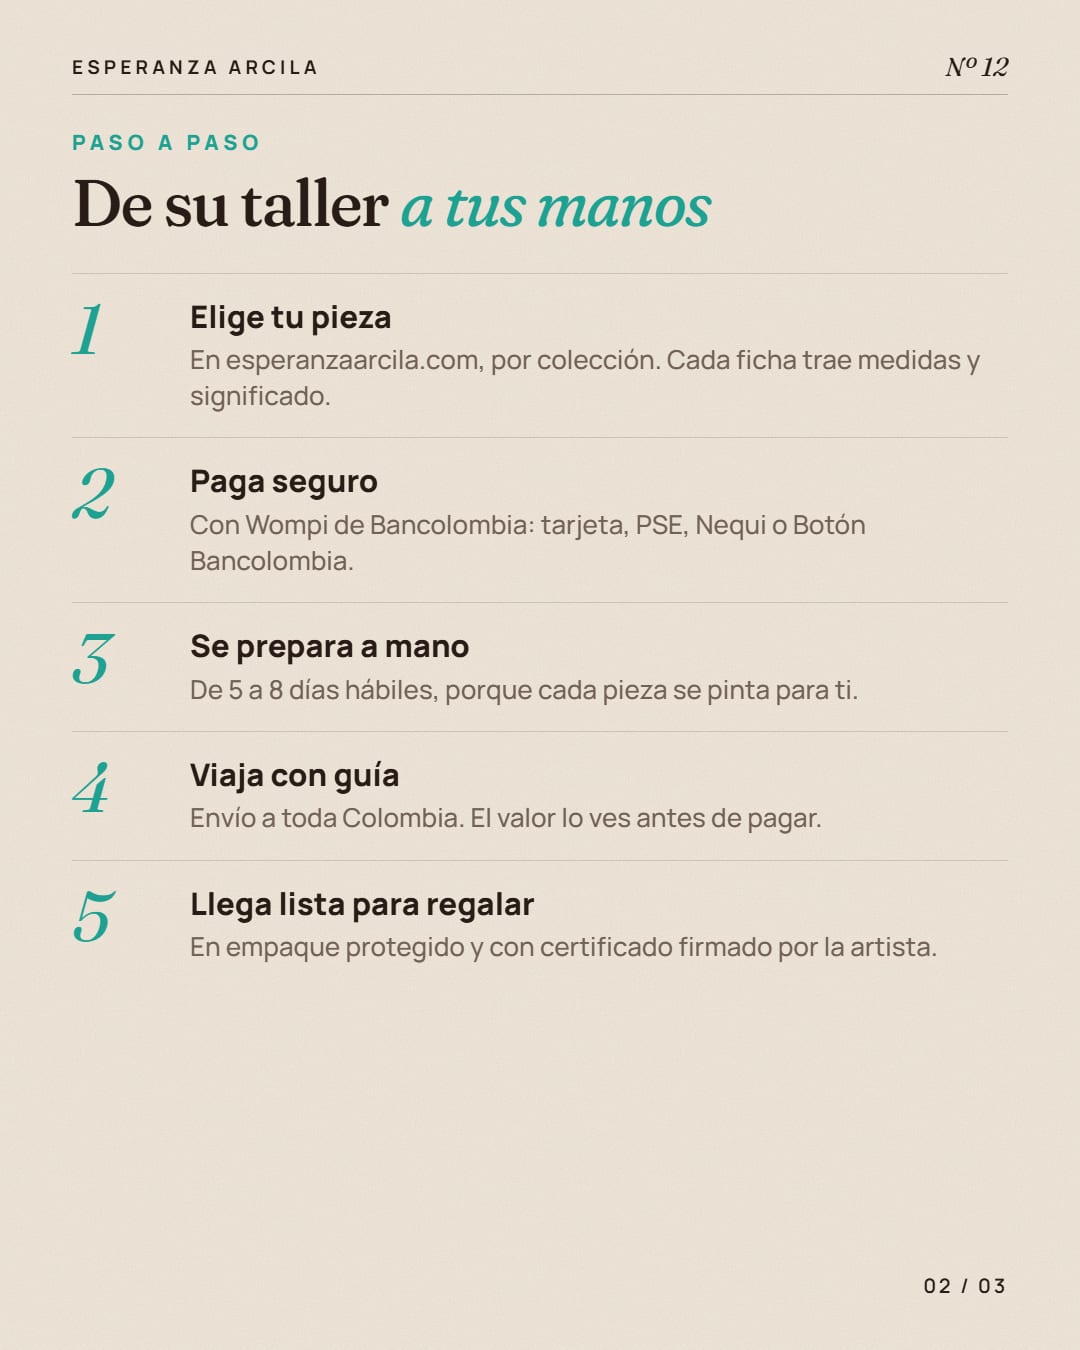 ESPERANZA ARCILA
Nº 12
PASO A PASO
De su taller a tus manos
1
Elige tu pieza
En esperanzaarcila.com, por colección. Cada ficha trae medidas y
significado.
2
Paga seguro
Con Wompi de Bancolombia: tarjeta, PSE, Nequi o Botón
Bancolombia.
3
Se prepara a mano
De 5 a 8 días hábiles, porque cada pieza se pinta para ti.
4
Viaja con guía
Envío a toda Colombia. El valor lo ves antes de pagar.
5
Llega lista para regalar
En empaque protegido y con certificado firmado por la artista.
02 / 03